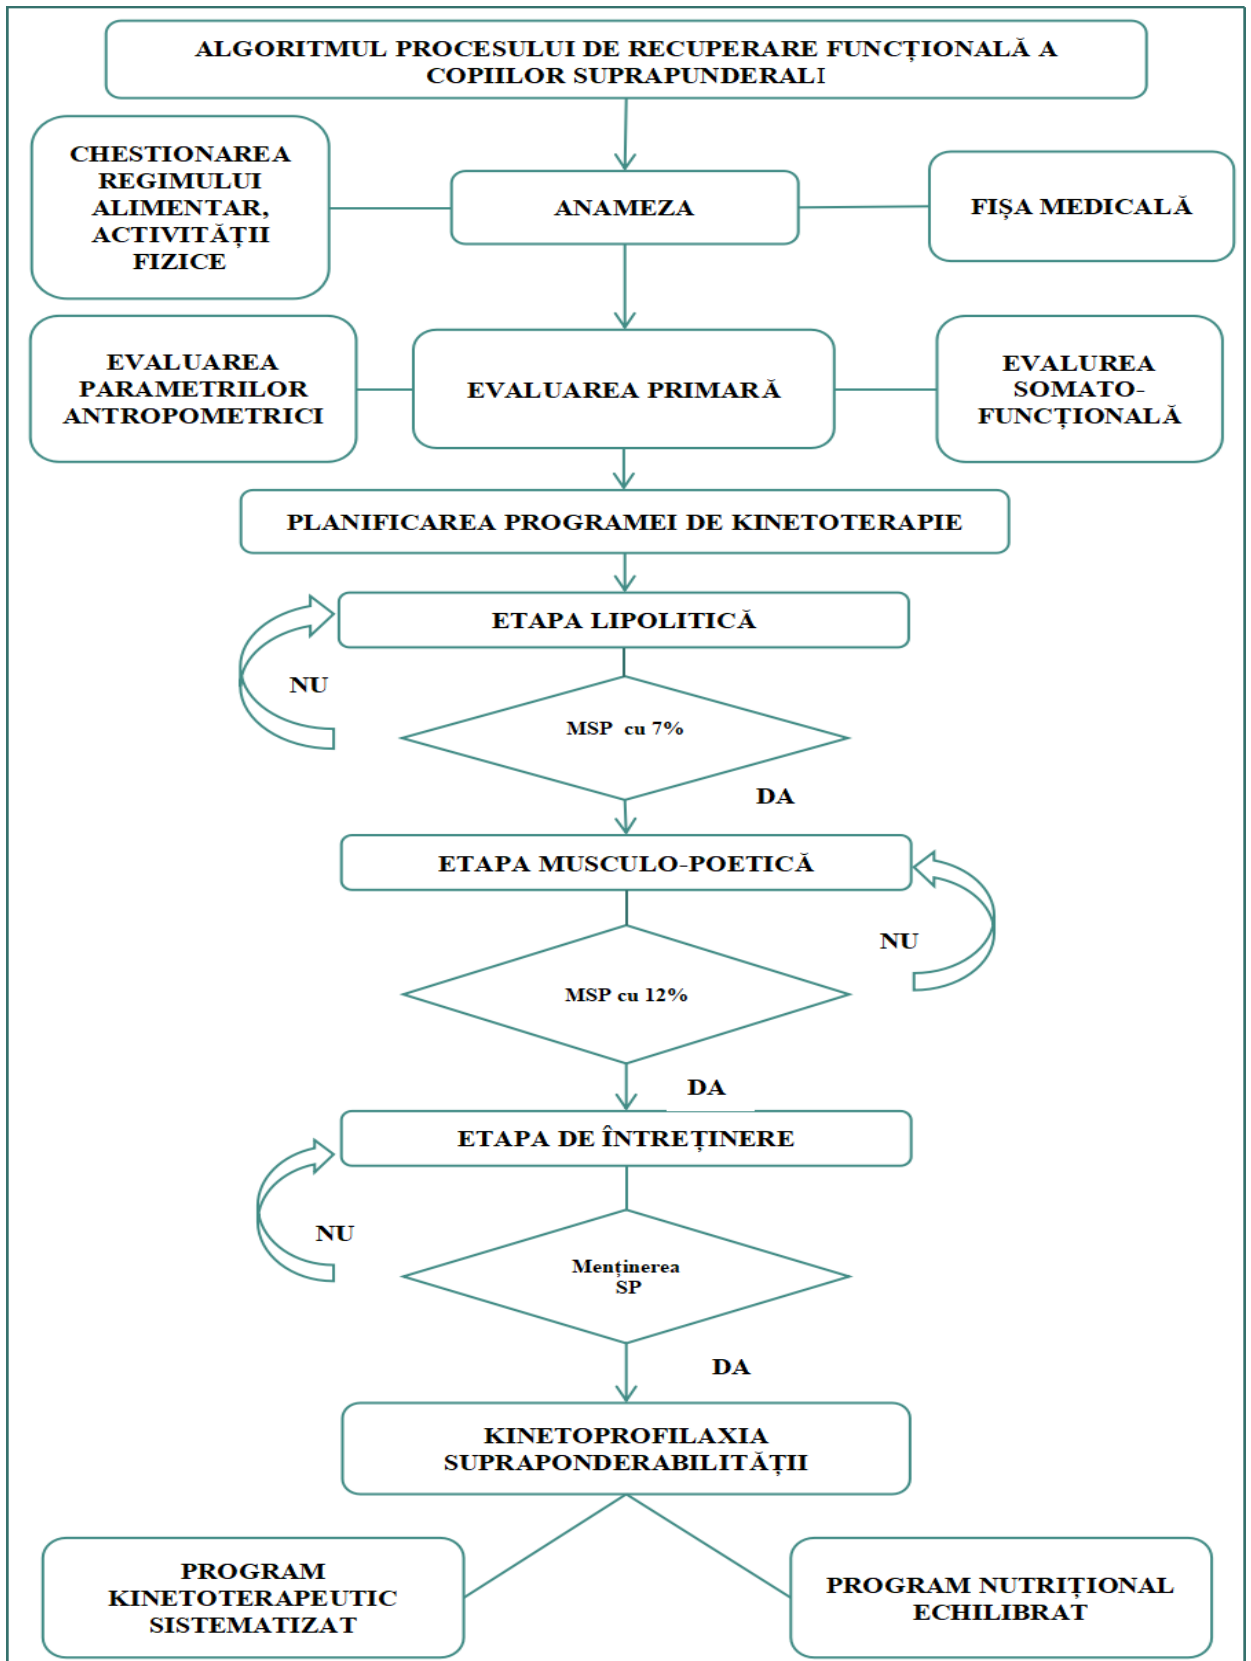 ALGORITMUL PROCESULUI DE RECUPERARE FUNCȚIONALĂ A
COPIILOR SUPRAPUNDERALI
CHESTIONAREA
REGIMULUI
ALIMENTAR,
ACTIVITĂȚII
FIZICE
ANAMEZA
FIȘA MEDICALĂ
EVALUAREA
PARAMETRILOR
ANTROPOMETRICI
EVALUAREA PRIMARĂ
EVALUREA
SOMATO-
FUNCȚIONALĂ
PLANIFICAREA PROGRAMEI DE KINETOTERAPIE
ETAPA LIPOLITICĂ
NU
MSP cu 7%
DA
ETAPA MUSCULO-POETICĂ
NU
MSP cu 12%
DA
ETAPA DE ÎNTREȚINERE
NU
Menținerea
SP
DA
KINETOPROFILAXIA
SUPRAPONDERABILITĂȚII
PROGRAM
KINETOTERAPEUTIC
SISTEMATIZAT
PROGRAM NUTRIȚIONAL
ECHILIBRAT